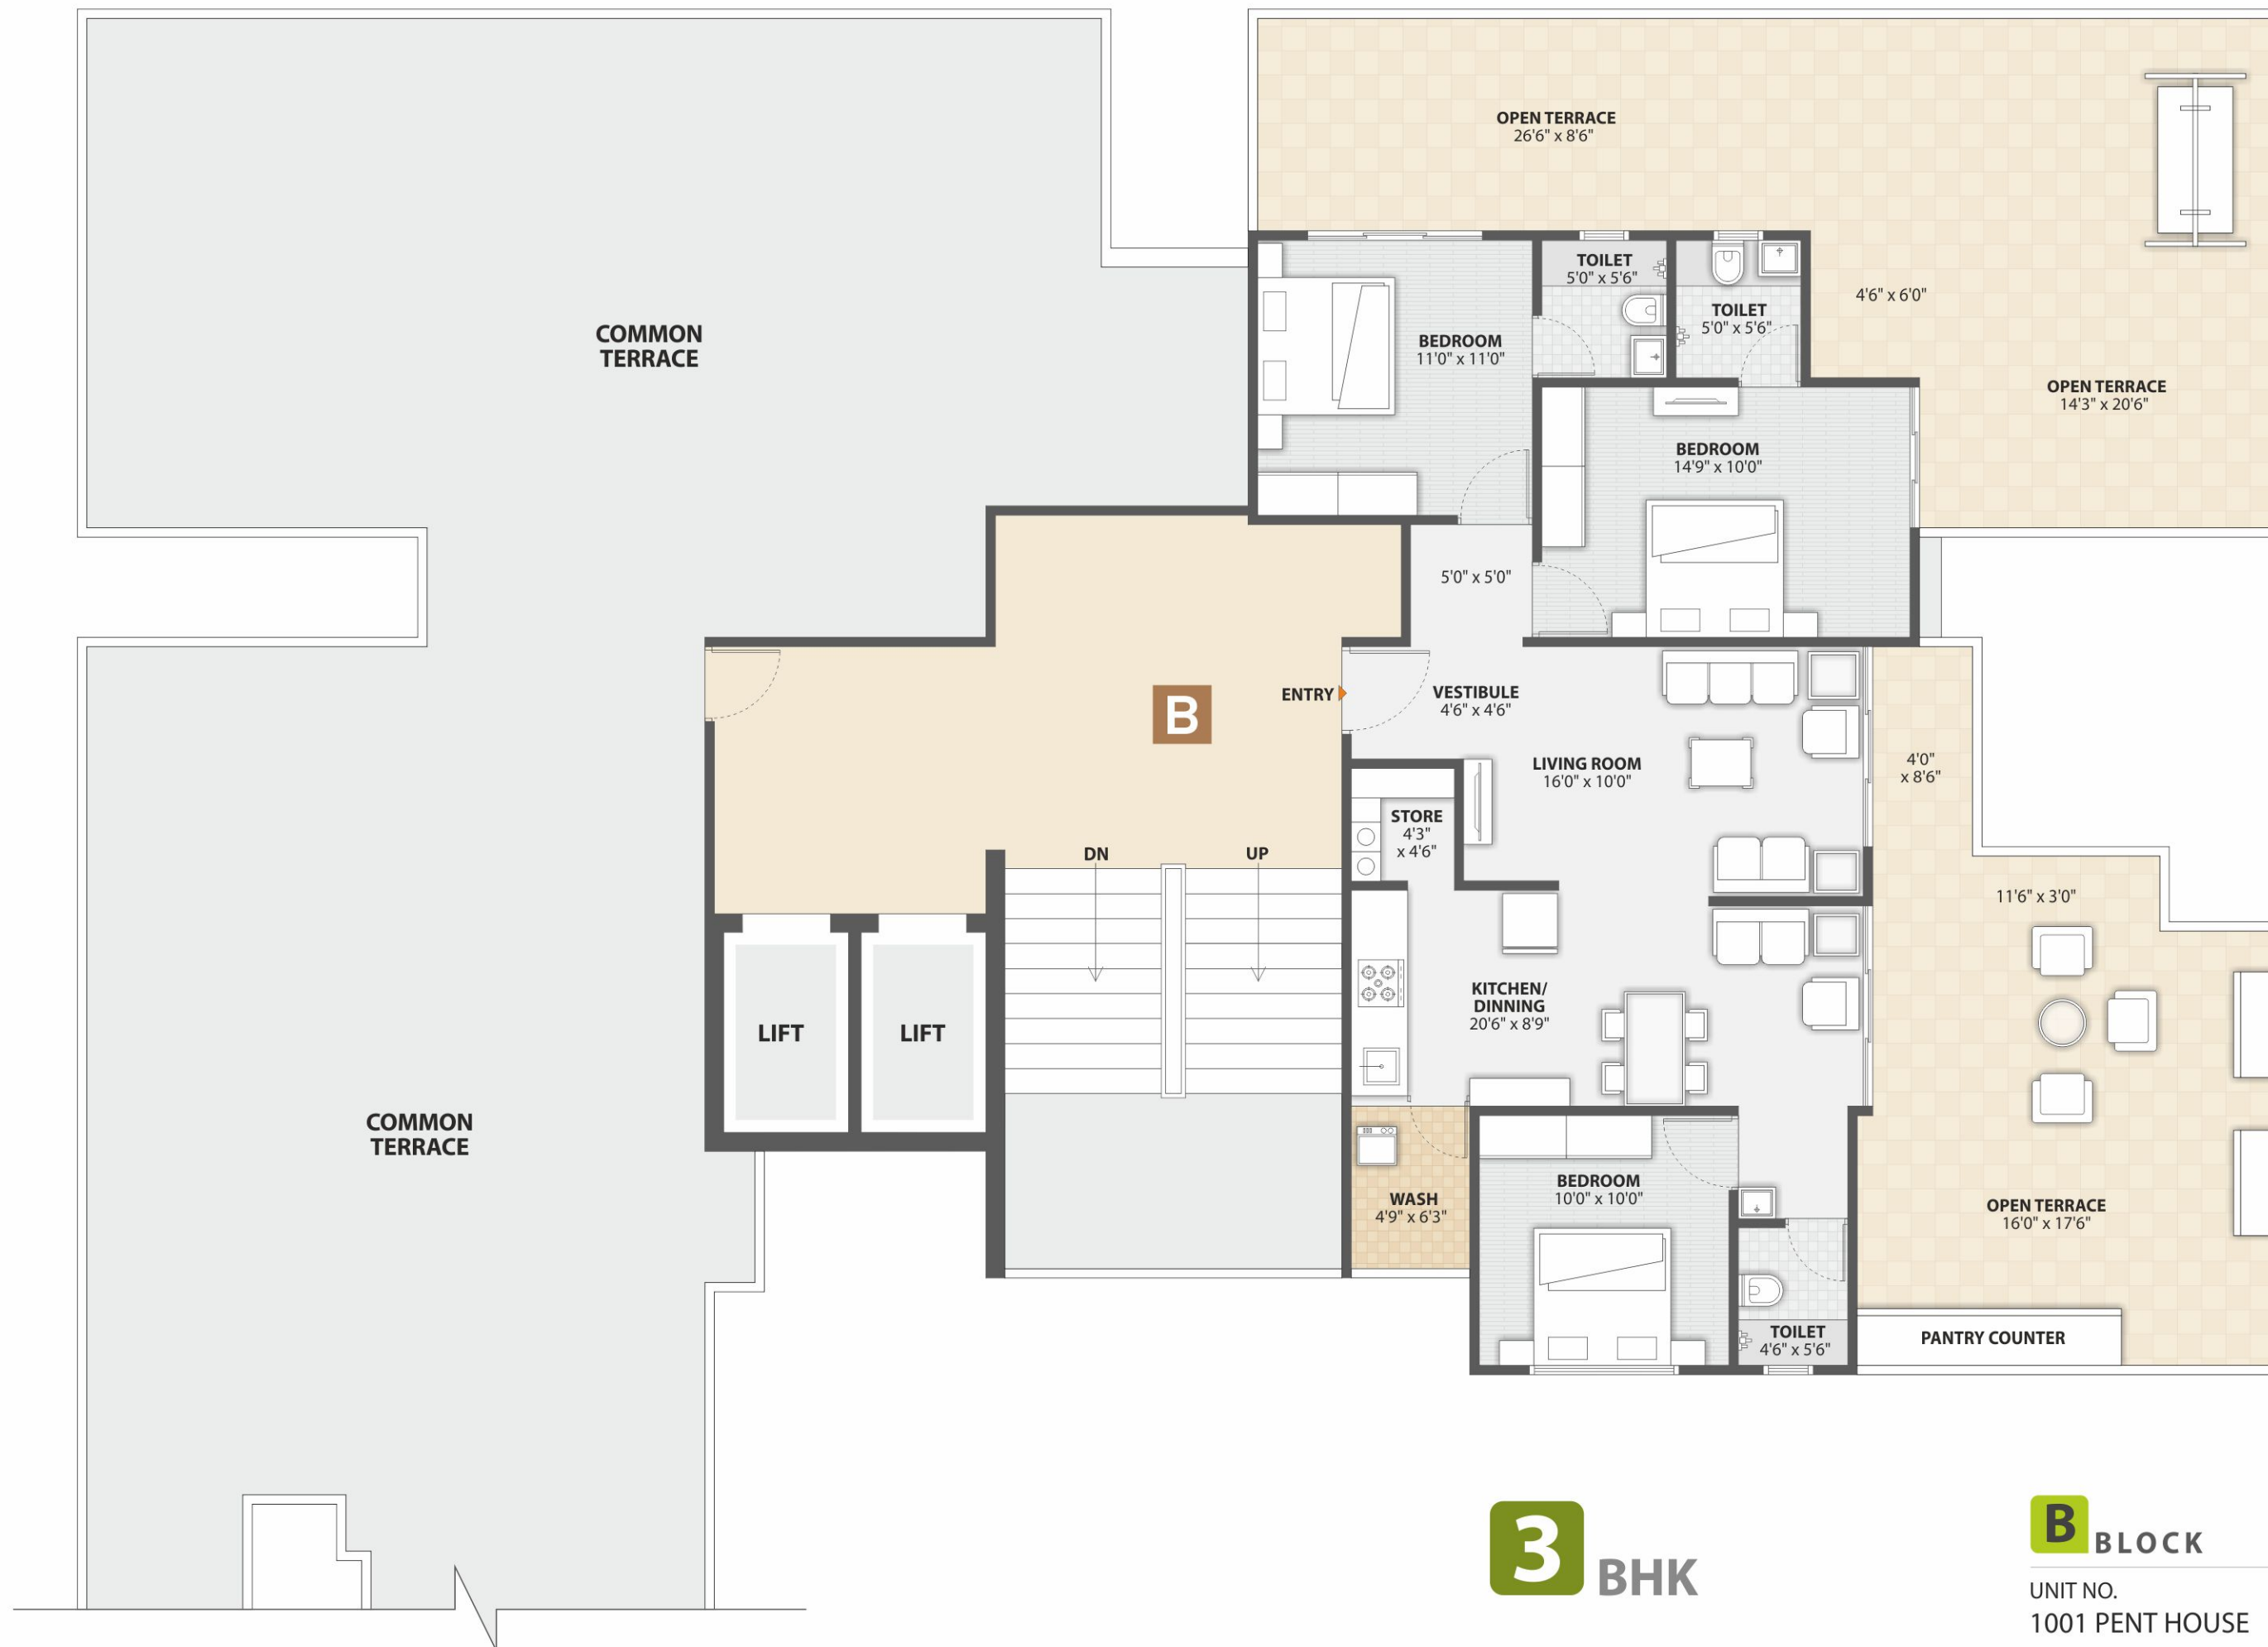 OPEN TERRACE
26'6" x 8'6"
TOILET
5'0" x 5'6"
TOILET
5'0" x 5'6"
4'6" x 6'0"
COMMON
TERRACE
BEDROOM
11'0" x 11'0"
OPEN TERRACE
14'3" x 20'6"
BEDROOM
14'9" x 10'0"
5'0" x 5'0"
B
ENTRY
VESTIBULE
4'6" x 4'6"
LIVING ROOM
16'0" x 10'0"
4'0"
x 8'6"
STORE
4'3"
x 4'6"
DN
UP
11'6" x 3'0"
KITCHEN/
DINNING
20'6" x 8'9"
LIFT
LIFT
COMMON
TERRACE
WASH
4'9" x 6'3"
BEDROOM
10'0" x 10'0"
OPEN TERRACE
16'0" x 17'6"
TOILET
4'6" x 5'6"
PANTRY COUNTER
3 BHK
B BLOCK
UNIT NO.
1001 PENT HOUSE